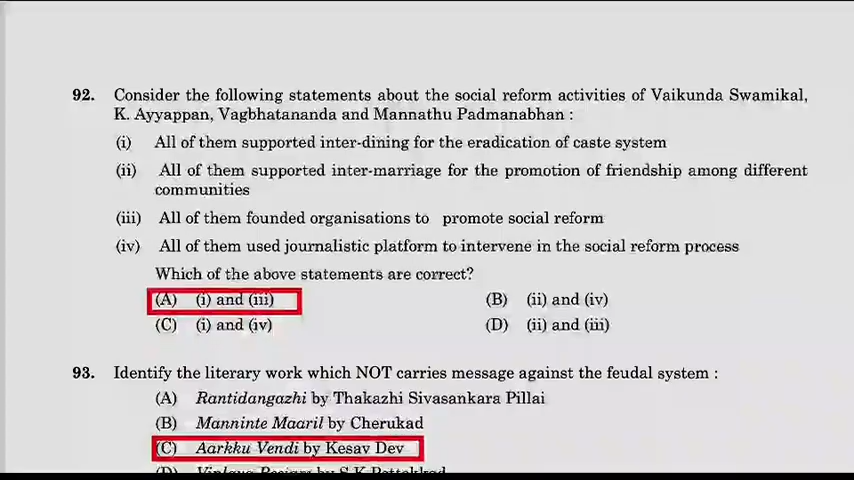 92. Consider the following statements about the social reform activities of Vaikunda Swamikal,
K. Ayyappan, Vagbhatananda and Mannathu Padmanabhan :
(i) All of them supported inter-dining for the eradication of caste system
(ii) All of them supported inter-marriage for the promotion of friendship among different
communities
(iii) All of them founded organisations to promote social reform
(iv) All of them used journalistic platform to intervene in the social reform process
Which of the above statements are correct?
(A) (i) and (iii) (B) (ii) and (iv)
(C) (i) and (iv) (D) (ii) and (iii)
93. Identify the literary work which NOT carries message against the feudal system :
(A) Rantidangazhi by Thakazhi Sivasankara Pillai
(B) Manninte Maaril by Cherukad
(C) Aarkku Vendi by Kesav Dev
(D) by S.K.